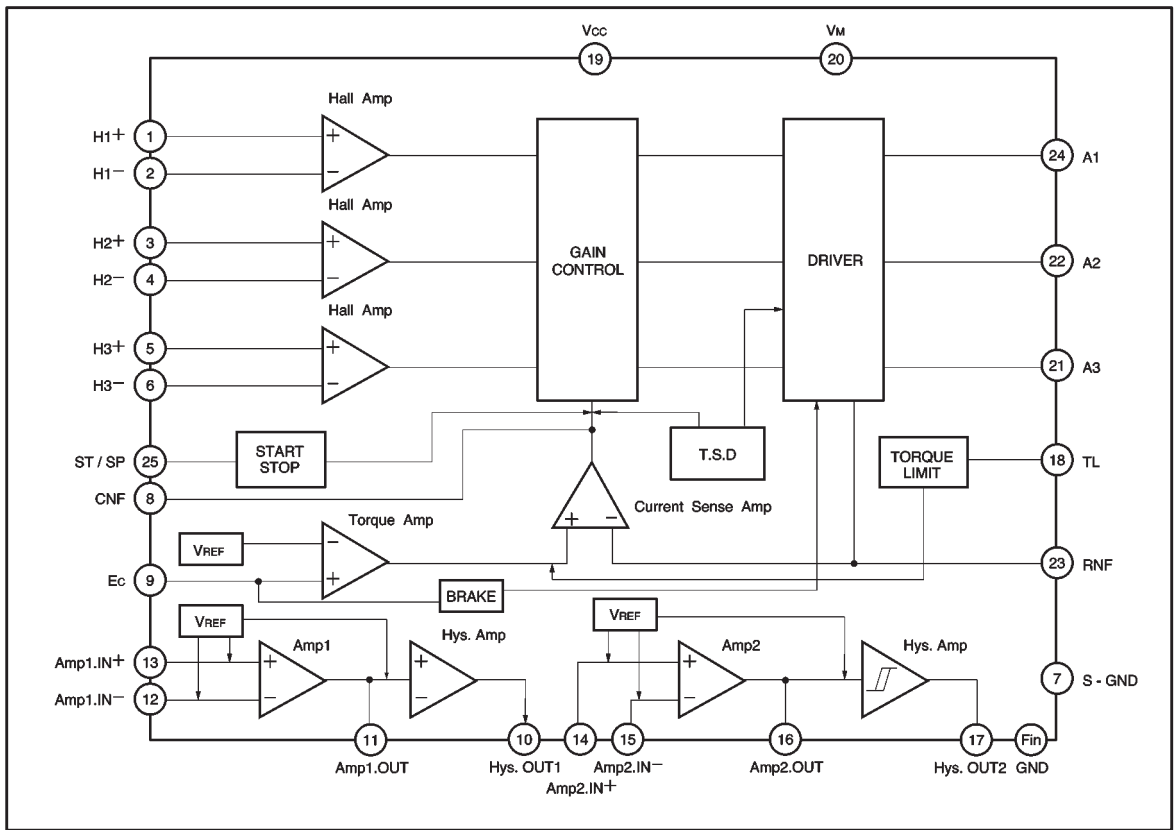 VCC
VM
19
20
Hall Amp
H1+ 1 +
H1− 2 −
24 A1
Hall Amp
H2+ 3 +
H2− 4 −
GAIN
CONTROL
DRIVER
22 A2
Hall Amp
H3+ 5 +
H3− 6 −
21 A3
ST / SP 25
START
STOP
T.S.D
TORQUE
LIMIT
18 TL
CNF 8
+ −
Current Sense Amp
Torque Amp
VREF
−
+
EC 9
BRAKE
23 RNF
VREF
Amp1
Hys. Amp
VREF
Amp2
Hys. Amp
Amp1.IN+ 13 +
Amp1.IN− 12 −
+
−
+
−
7 S - GND
11
10
14
15
16
17
Fin
Amp1.OUT
Hys. OUT1
Amp2.IN−
Amp2.IN+
Amp2.OUT
Hys. OUT2
GND